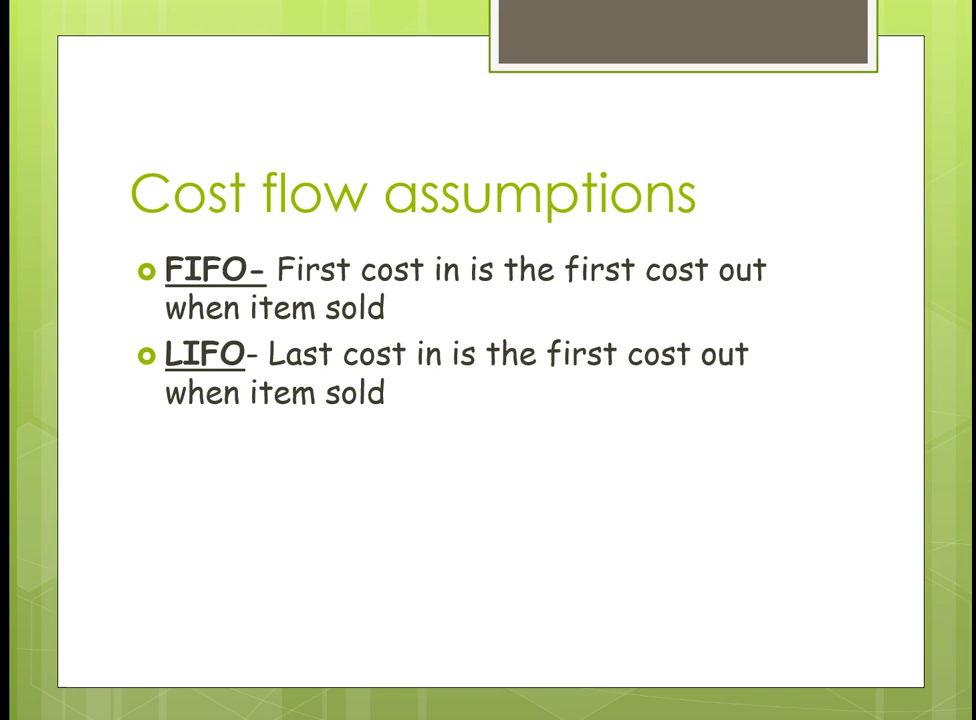 Cost flow assumptions
FIFO- First cost in is the first cost out
when item sold
LIFO- Last cost in is the first cost out
when item sold